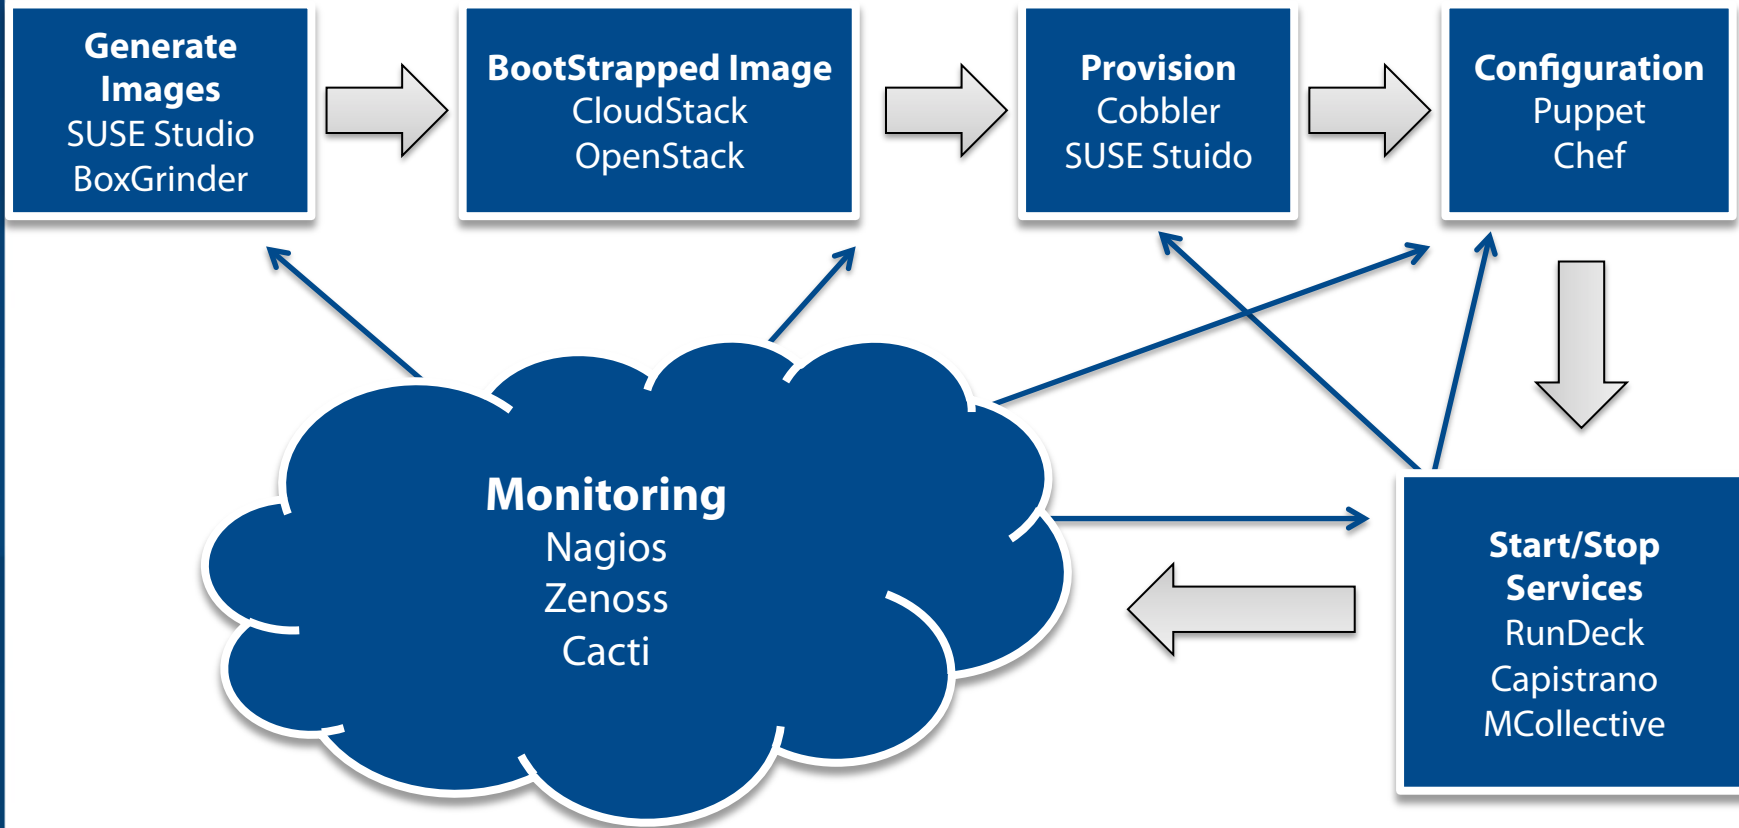 Generate
Images
SUSE Studio
BoxGrinder
BootStrapped Image
CloudStack
OpenStack
Provision
Cobbler
SUSE Stuido
Configuration
Puppet
Chef
Monitoring
Nagios
Zenoss
Cacti
Start/Stop
Services
RunDeck
Capistrano
MCollective